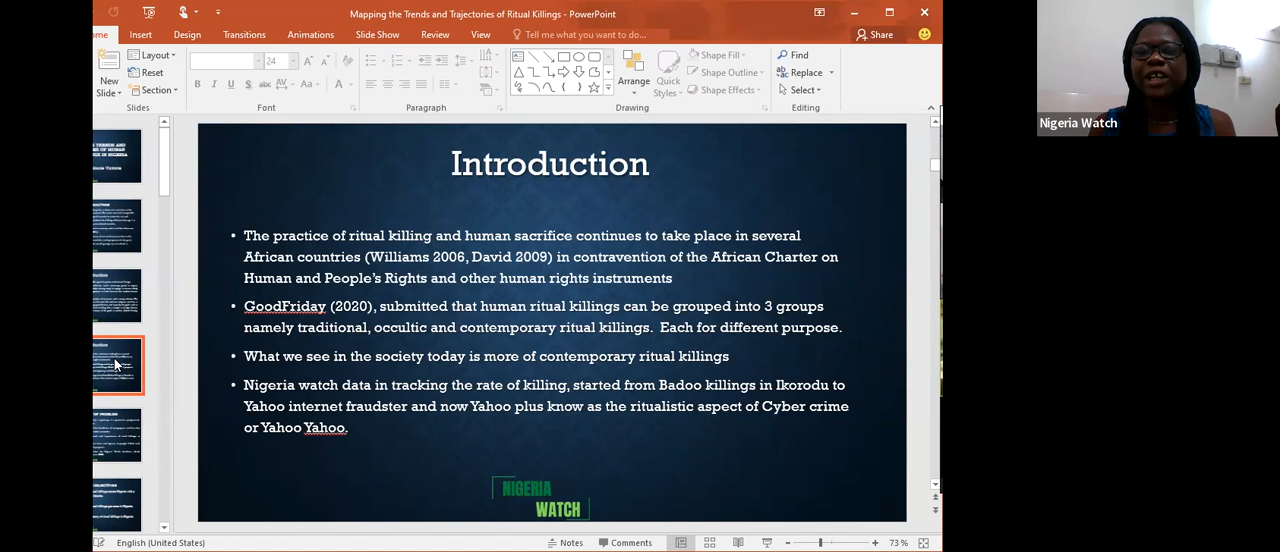 Mapping the Trends and Trajectories of Ritual Killings - PowerPoint
ome Insert Design Transitions Animations Slide Show Review View Tell me what you want to do... Share
New Slide
Layout
Reset
Section
Slides
24
B I U S abc AV Aa A
Font
Paragraph
Arrange
Quick Styles
Shape Fill
Shape Outline
Shape Effects
Drawing
Find
Replace
Select
Editing
Nigeria Watch
Introduction
• The practice of ritual killing and human sacrifice continues to take place in several
African countries (Williams 2006, David 2009) in contravention of the African Charter on
Human and People's Rights and other human rights instruments
• GoodFriday (2020), submitted that human ritual killings can be grouped into 3 groups
namely traditional, occultic and contemporary ritual killings. Each for different purpose.
• What we see in the society today is more of contemporary ritual killings
• Nigeria watch data in tracking the rate of killing, started from Badoo killings in Ikorodu to
Yahoo internet fraudster and now Yahoo plus know as the ritualistic aspect of Cybercrime
or Yahoo Yahoo.
NIGERIA
WATCH
English (United States) Notes Comments 73 %